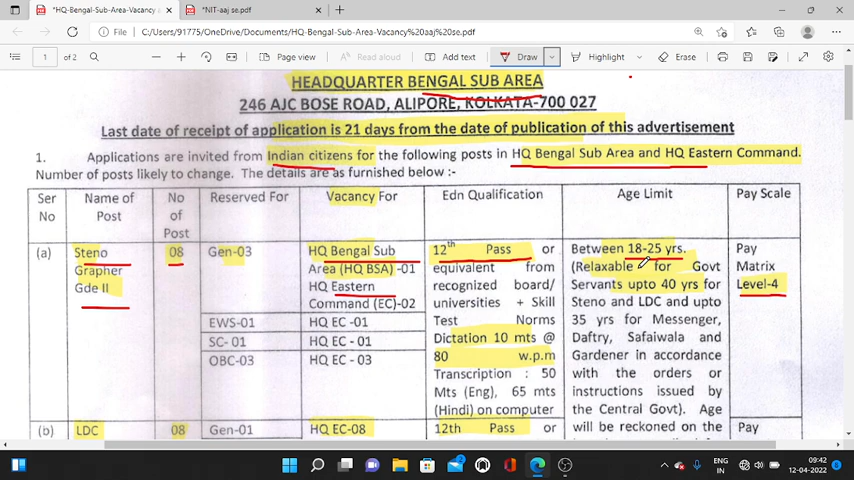 *HQ-Bengal-Sub-Area-Vacancy
*NIT-aaj se.pdf
File
C:/Users/91775/OneDrive/Documents/HQ-Bengal-Sub-Area-Vacancy%20aaj%20se.pdf
1 of 2
Page view
Read aloud
Add text
Draw
Highlight
Erase
HEADQUARTER BENGAL SUB AREA
246 AJC BOSE ROAD, ALIPORE, KOLKATA-700 027
Last date of receipt of application is 21 days from the date of publication of this advertisement
1. Applications are invited from Indian citizens for the following posts in HQ Bengal Sub Area and HQ Eastern Command.
Number of posts likely to change. The details are as furnished below :-
Ser No
Name of Post
No of Post
Reserved For
Vacancy For
Edn Qualification
Age Limit
Pay Scale
(a)
Steno
Grapher
Gde II
08
Gen-03
HQ Bengal Sub
Area (HQ BSA) -01
HQ Eastern
Command (EC)-02
EWS-01
HQ EC -01
SC- 01
HQ EC - 01
OBC-03
HQ EC - 03
12th Pass or
equivalent from
recognized board/
universities + Skill
Test Norms
Dictation 10 mts @
80 w.p.m
Transcription : 50
Mts (Eng), 65 mts
(Hindi) on computer
Between 18-25 yrs.
(Relaxable for Govt
Servants upto 40 yrs for
Steno and LDC and upto
35 yrs for Messenger,
Daftry, Safaiwala and
Gardener in accordance
with the orders or
instructions issued by
the Central Govt). Age
will be reckoned on the
Pay
Matrix
Level-4
(b)
LDC
08
Gen-01
HQ EC-08
12th Pass or
Pay
ENG
IN
09:42
12-04-2022